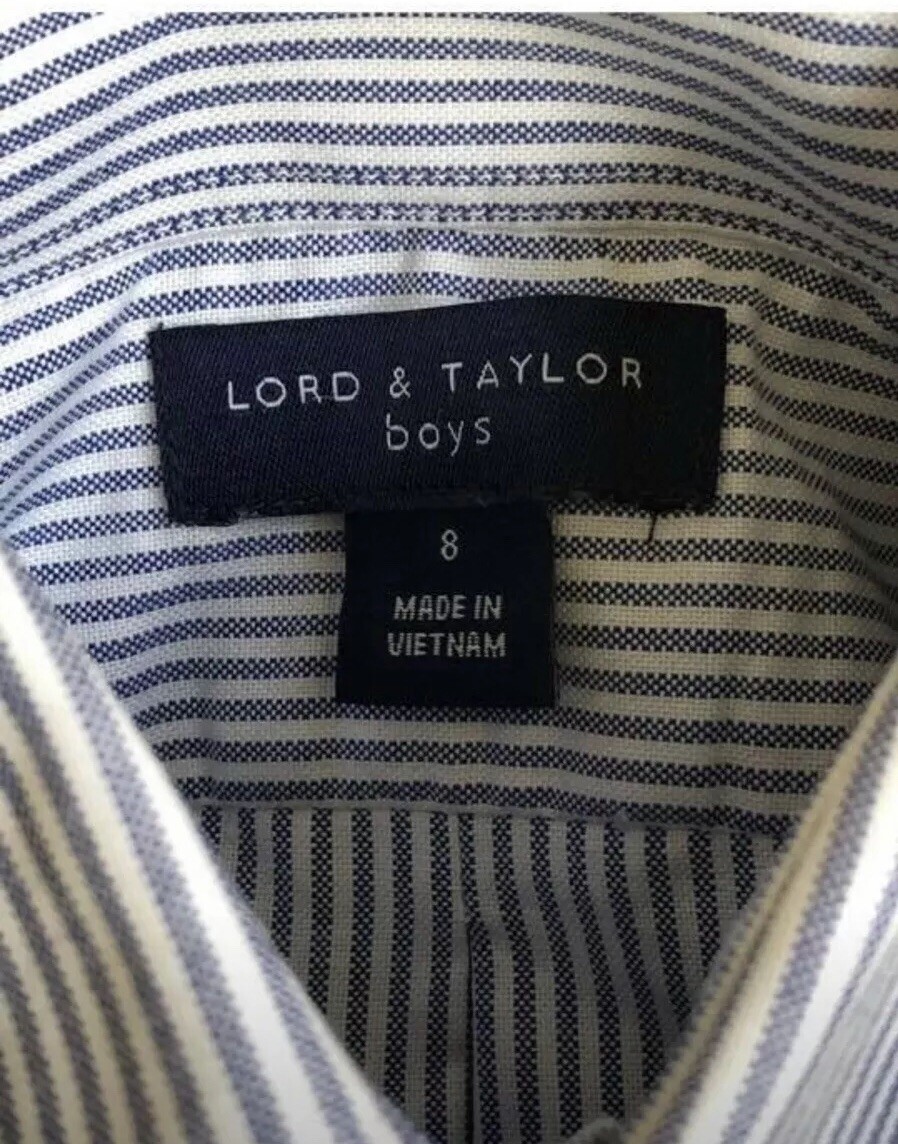 LORD & TAYLOR
boys
8
MADE IN
VIETNAM